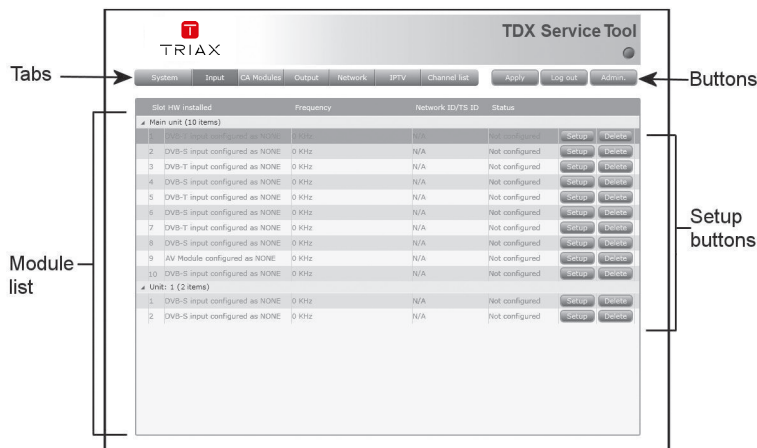 TRIAX
TDX Service Tool
Tabs
System Input CA Modules Output Network IPTV Channel list Apply Log out Admin.
Buttons
Slot HW installed Frequency Network ID/TS ID Status
Main unit (10 items)
1 DVB-T input configured as NONE 0 KHz N/A Not configured Setup Delete
2 DVB-S input configured as NONE 0 KHz N/A Not configured Setup Delete
3 DVB-T input configured as NONE 0 KHz N/A Not configured Setup Delete
4 DVB-S input configured as NONE 0 KHz N/A Not configured Setup Delete
5 DVB-T input configured as NONE 0 KHz N/A Not configured Setup Delete
6 DVB-S input configured as NONE 0 KHz N/A Not configured Setup Delete
7 DVB-T input configured as NONE 0 KHz N/A Not configured Setup Delete
8 DVB-S input configured as NONE 0 KHz N/A Not configured Setup Delete
9 AV Module configured as NONE 0 KHz N/A Not configured Setup Delete
10 DVB-S input configured as NONE 0 KHz N/A Not configured Setup Delete
Unit: 1 (2 items)
1 DVB-S input configured as NONE 0 KHz N/A Not configured Setup Delete
2 DVB-S input configured as NONE 0 KHz N/A Not configured Setup Delete
Module
list
Setup
buttons